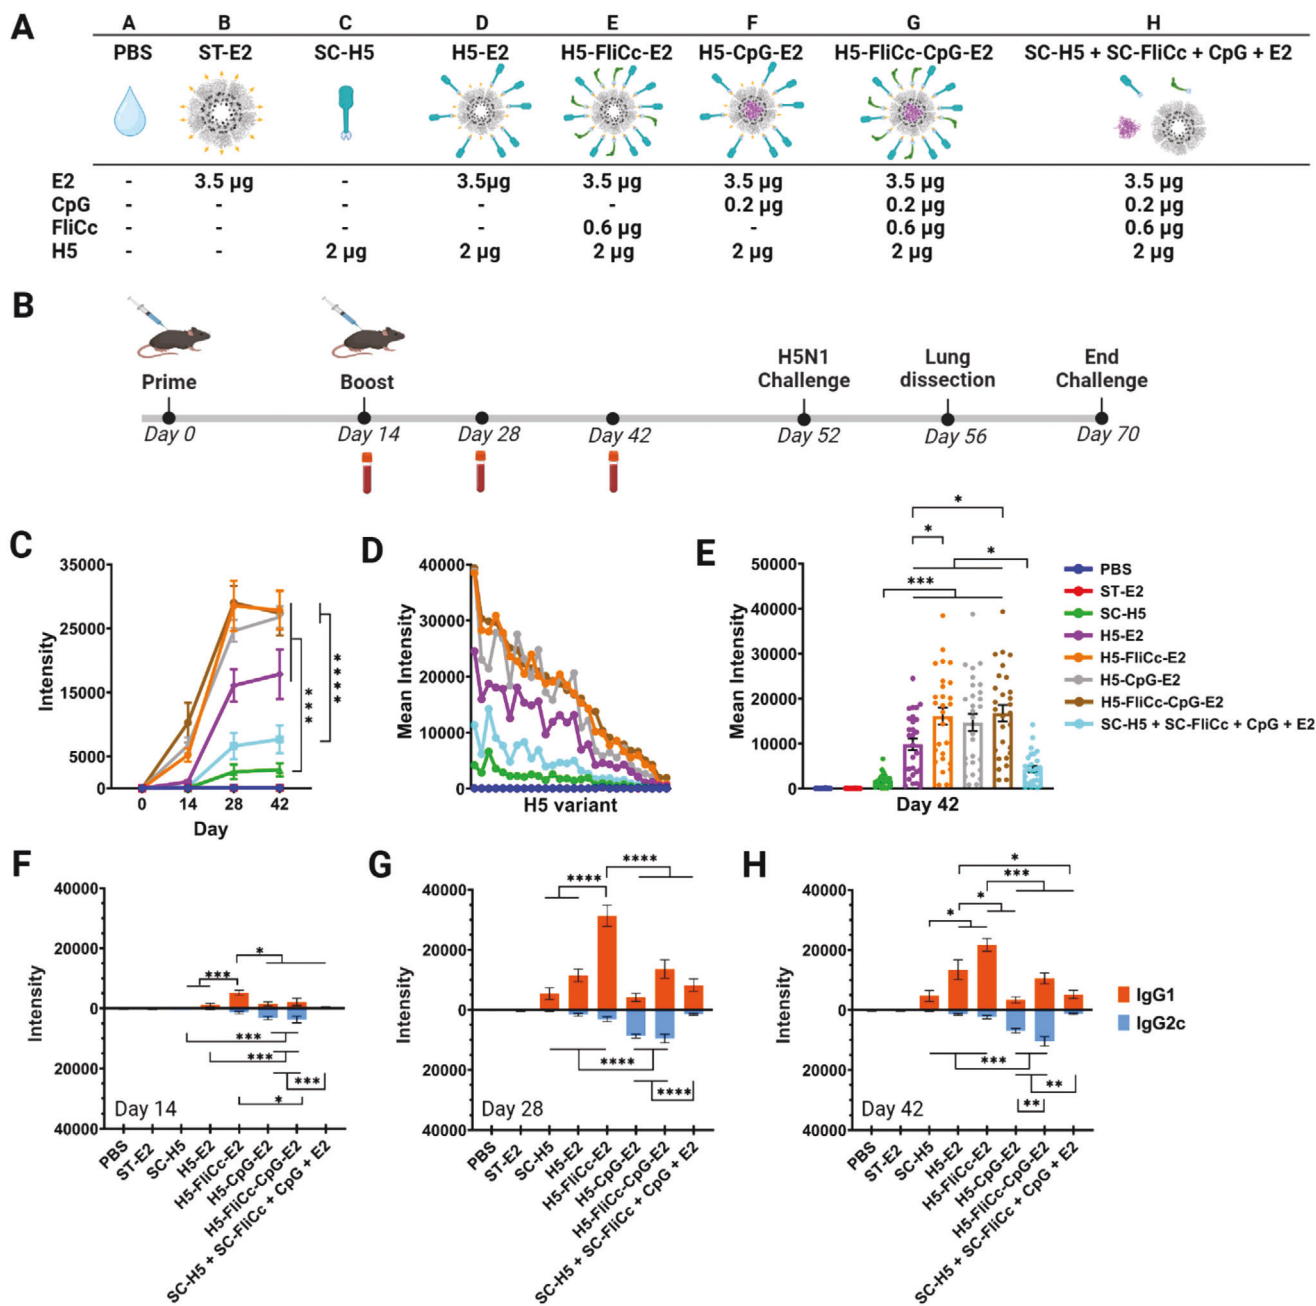 A
A B C D E F G H
PBS ST-E2 SC-H5 H5-E2 H5-FliCc-E2 H5-CpG-E2 H5-FliCc-CpG-E2 SC-H5 + SC-FliCc + CpG + E2
E2 - 3.5 µg - 3.5µg 3.5 µg 3.5 µg 3.5 µg 3.5 µg
CpG - - - - - 0.2 µg 0.2 µg 0.2 µg
FliCc - - - - 0.6 µg - 0.6 µg 0.6 µg
H5 - - 2 µg 2 µg 2 µg 2 µg 2 µg 2 µg
B
Prime Boost H5N1 Challenge Lung dissection End Challenge
Day 0 Day 14 Day 28 Day 42 Day 52 Day 56 Day 70
C
Intensity
35000
25000
15000
5000
0
0 14 28 42
Day
***
****
D
Mean Intensity
40000
30000
20000
10000
0
H5 variant
E
50000
40000
30000
20000
10000
0
Day 42
*
*
*
***
PBS
ST-E2
SC-H5
H5-E2
H5-FliCc-E2
H5-CpG-E2
H5-FliCc-CpG-E2
SC-H5 + SC-FliCc + CpG + E2
F
Intensity
40000
20000
0
20000
40000
***
*
***
***
***
*
Day 14
PBS
ST-E2
SC-H5
H5-E2
H5-FliCc-E2
H5-CpG-E2
H5-FliCc-CpG-E2
SC-H5 + SC-FliCc + CpG + E2
G
Intensity
40000
20000
0
20000
40000
****
****
****
****
Day 28
PBS
ST-E2
SC-H5
H5-E2
H5-FliCc-E2
H5-CpG-E2
H5-FliCc-CpG-E2
SC-H5 + SC-FliCc + CpG + E2
H
Intensity
40000
20000
0
20000
40000
*
***
*
*
***
**
**
Day 42
PBS
ST-E2
SC-H5
H5-E2
H5-FliCc-E2
H5-CpG-E2
H5-FliCc-CpG-E2
SC-H5 + SC-FliCc + CpG + E2
IgG1
IgG2c